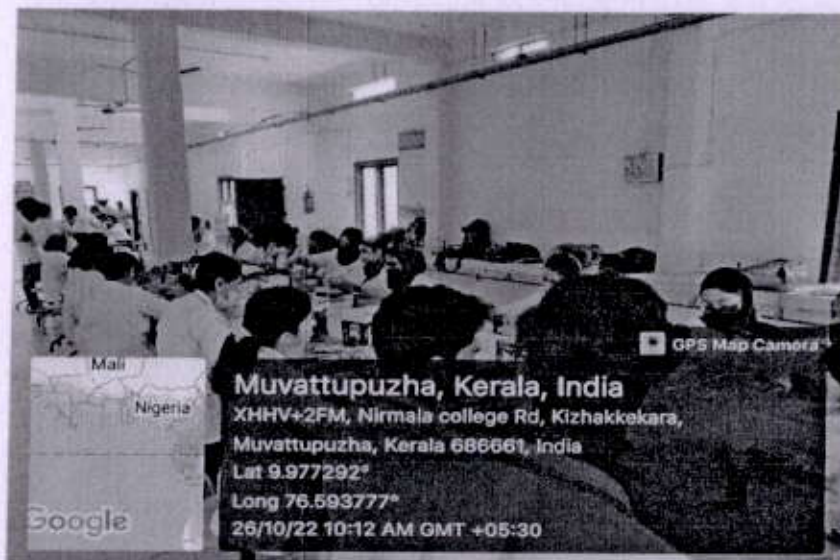 GPS Map Camera
Mali
Nigeria
Google
Muvattupuzha, Kerala, India
XHHV+2FM, Nirmala college Rd, Kizhakkekara,
Muvattupuzha, Kerala 686661, India
Lat 9.977292°
Long 76.593777°
26/10/22 10:12 AM GMT +05:30